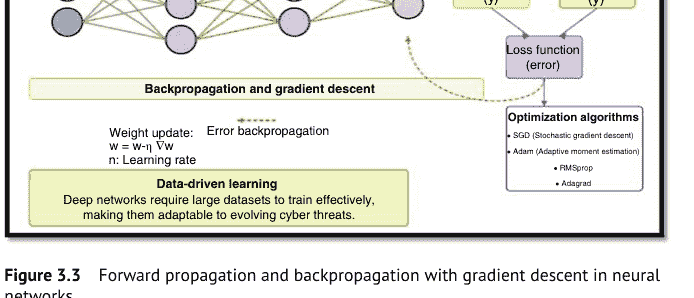 (y)
(y)
Loss function
(error)
Backpropagation and gradient descent
Weight update:
w = w-η ∇w
n: Learning rate
Error backpropagation
Optimization algorithms
• SGD (Stochastic gradient descent)
• Adam (Adaptive moment estimation)
• RMSprop
• Adagrad
Data-driven learning
Deep networks require large datasets to train effectively,
making them adaptable to evolving cyber threats.
Figure 3.3 Forward propagation and backpropagation with gradient descent in neural
networks